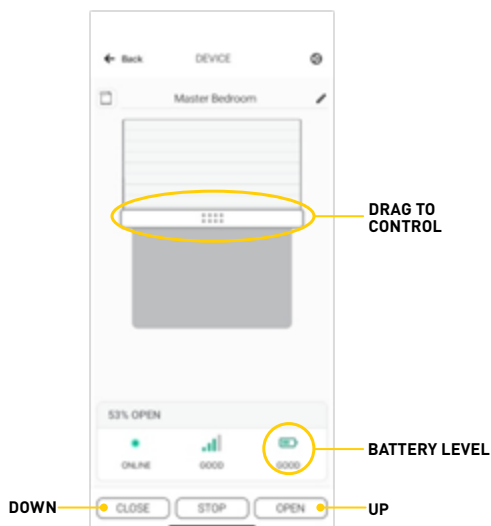 Back DEVICE
Master Bedroom
DRAG TO
CONTROL
53% OPEN
ONLINE GOOD GOOD
BATTERY LEVEL
DOWN CLOSE STOP OPEN UP